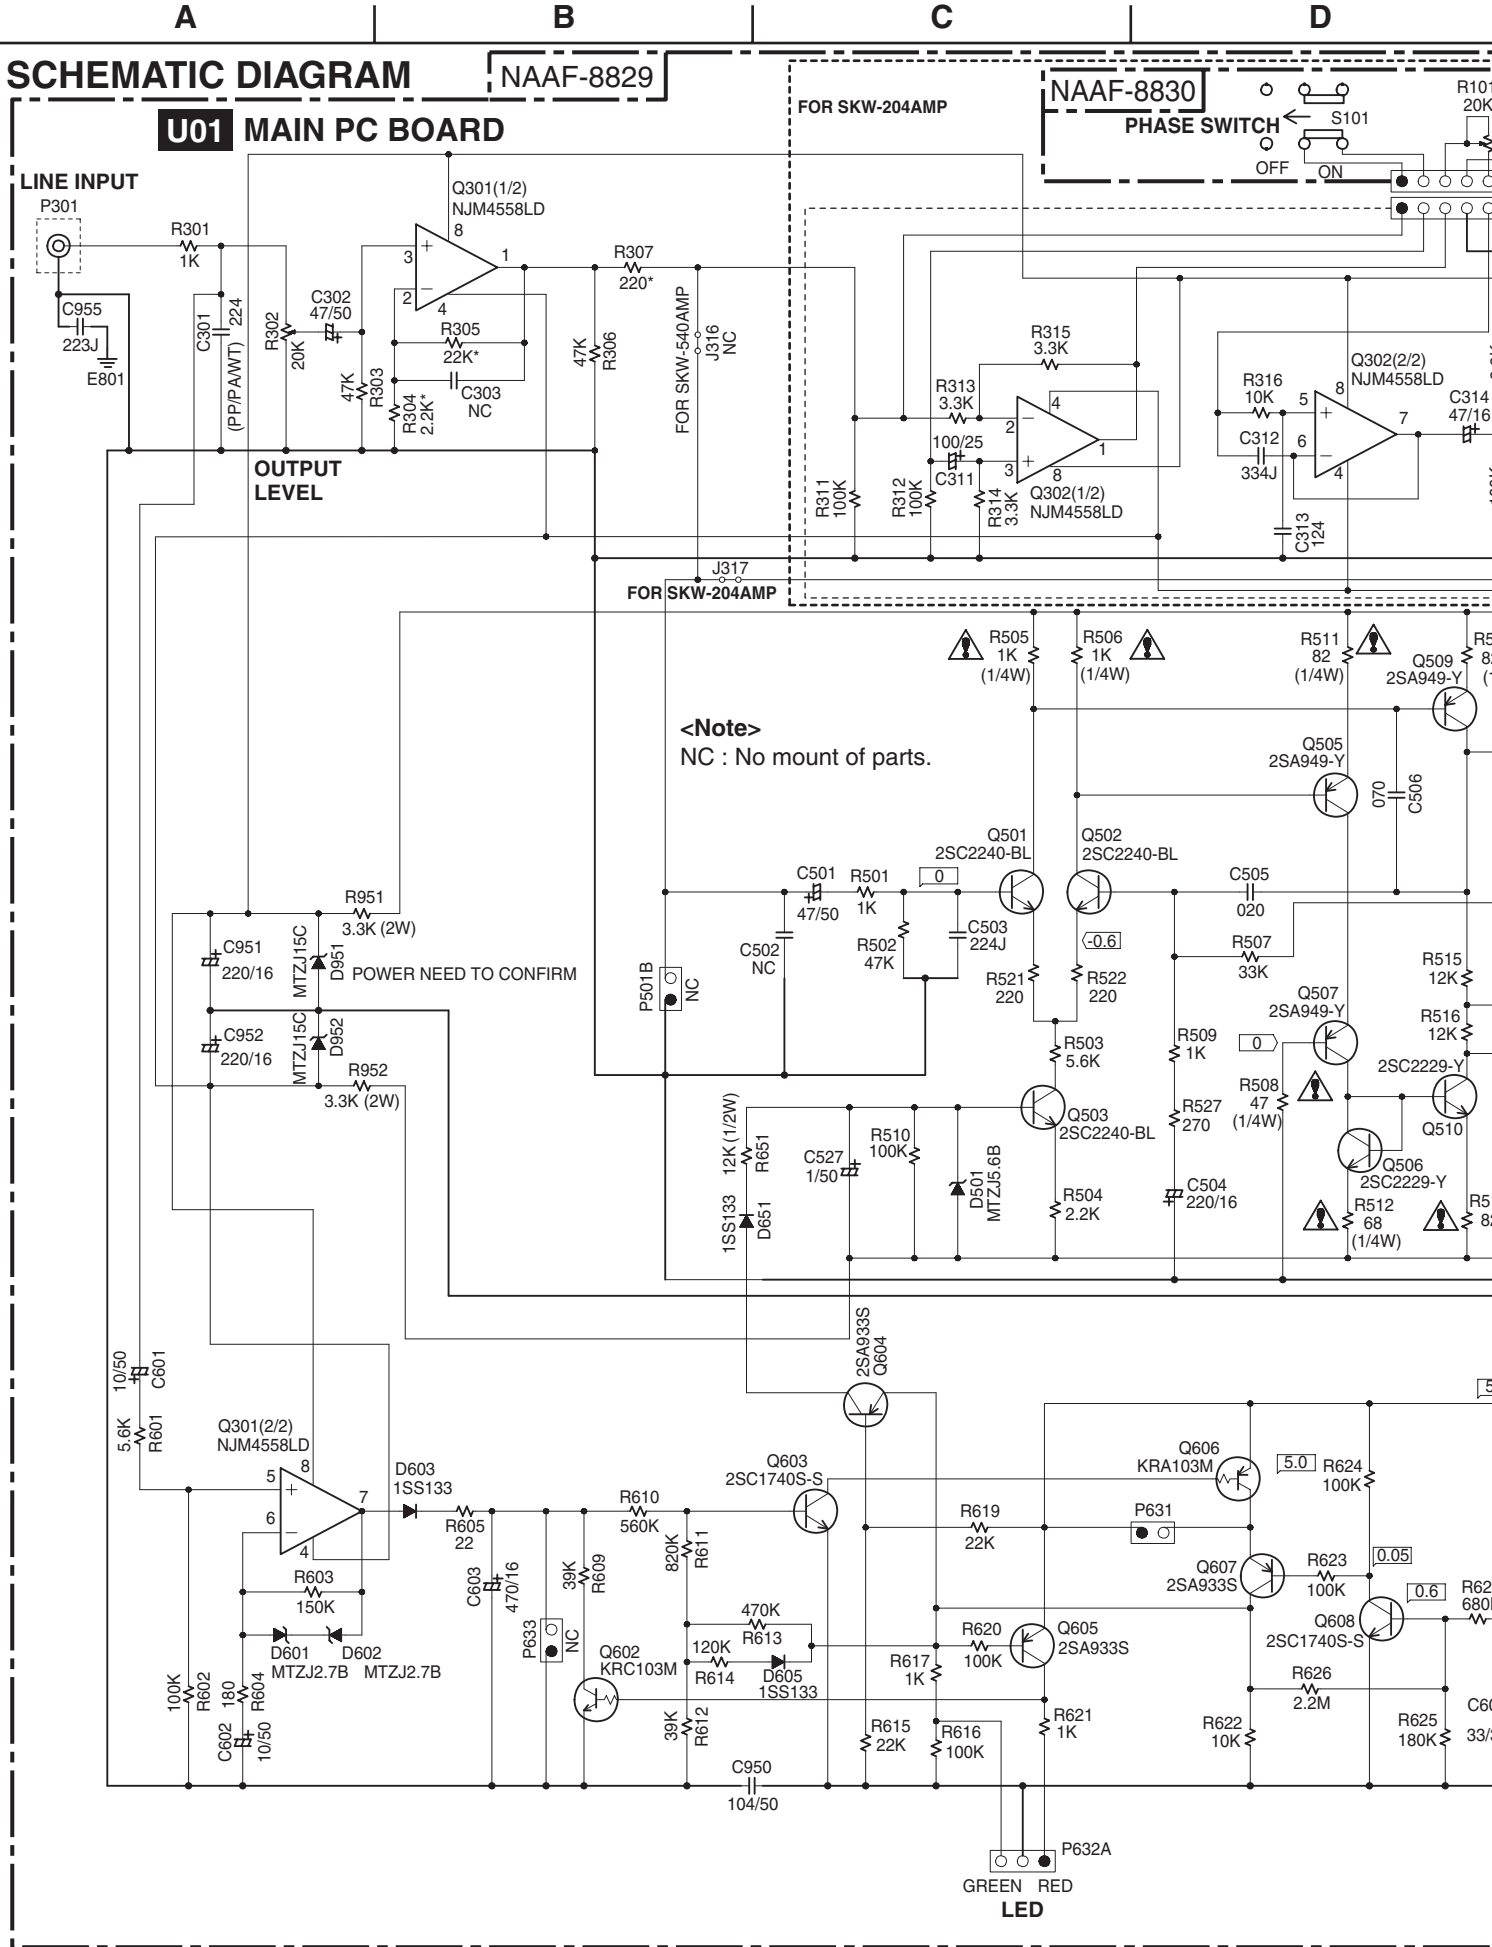 A
B
C
D
SCHEMATIC DIAGRAM
NAAF-8829
U01 MAIN PC BOARD
FOR SKW-204AMP
NAAF-8830
PHASE SWITCH
S101
OFF
ON
R101
20K
LINE INPUT
P301
R301
1K
C955
223J
E801
C301
224
(PP/PA/WT)
R302
20K
C302
47/50
47K
R303
Q301(1/2)
NJM4558LD
8
3
+
1
2
−
4
R305
22K*
C303
NC
R304
2.2K*
47K
R306
R307
220*
FOR SKW-540AMP
J316
NC
OUTPUT
LEVEL
J317
FOR SKW-204AMP
R315
3.3K
R313
3.3K
100/25
+
C311
R311
100K
R312
100K
R314
3.3K
4
2
−
3
+
8
1
Q302(1/2)
NJM4558LD
R316
10K
C312
334J
C313
124
Q302(2/2)
NJM4558LD
8
5
+
6
−
4
7
C314
47/16
R505
1K
(1/4W)
R506
1K
(1/4W)
R511
82
(1/4W)
Q509
2SA949-Y
Q505
2SA949-Y
070
C506
<Note>
NC : No mount of parts.
Q501
2SC2240-BL
Q502
2SC2240-BL
C501
47/50
R501
1K
0
C502
NC
R502
47K
C503
224J
-0.6
C505
020
R507
33K
R521
220
R522
220
R515
12K
R516
12K
Q507
2SA949-Y
0
R951
3.3K (2W)
C951
220/16
MTZJ15C
D951
POWER NEED TO CONFIRM
C952
220/16
MTZJ15C
D952
R952
3.3K (2W)
P501B
NC
R503
5.6K
Q503
2SC2240-BL
R509
1K
R527
270
C504
220/16
R508
47
(1/4W)
2SC2229-Y
Q510
Q506
2SC2229-Y
R512
68
(1/4W)
12K (1/2W)
R651
1SS133
D651
C527
1/50
R510
100K
D501
MTZJ5.6B
R504
2.2K
2SA933S
Q604
10/50
C601
5.6K
R601
Q301(2/2)
NJM4558LD
8
5
+
6
−
4
7
D603
1SS133
R605
22
R603
150K
D601
MTZJ2.7B
D602
MTZJ2.7B
100K
R602
180
R604
C602
10/50
C603
470/16
P633
NC
39K
R609
R610
560K
820K
R611
470K
R613
120K
R614
D605
1SS133
39K
R612
Q602
KRC103M
Q603
2SC1740S-S
R619
22K
R620
100K
Q605
2SA933S
R617
1K
R615
22K
R616
100K
R621
1K
Q606
KRA103M
5.0
P631
Q607
2SA933S
R624
100K
R623
100K
0.05
0.6
Q608
2SC1740S-S
R626
2.2M
R622
10K
R625
180K
C950
104/50
P632A
GREEN
RED
LED